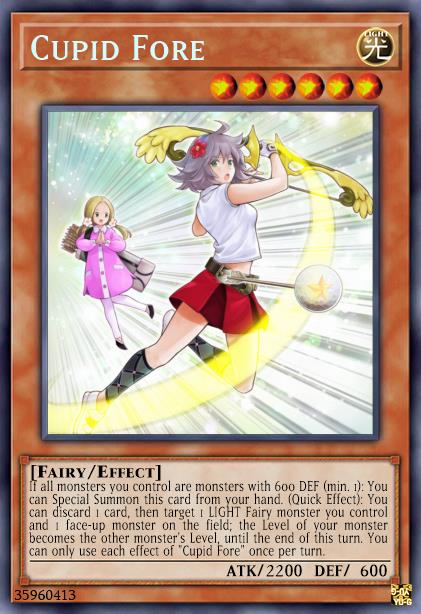 CUPID FORE
LIGHT
光
[FAIRY/EFFECT]
If all monsters you control are monsters with 600 DEF (min. 1): You
can Special Summon this card from your hand. (Quick Effect): You
can discard 1 card, then target 1 LIGHT Fairy monster you control
and 1 face-up monster on the field; the Level of your monster
becomes the other monster's Level, until the end of this turn. You
can only use each effect of "Cupid Fore" once per turn.
ATK/2200 DEF/ 600
35960413